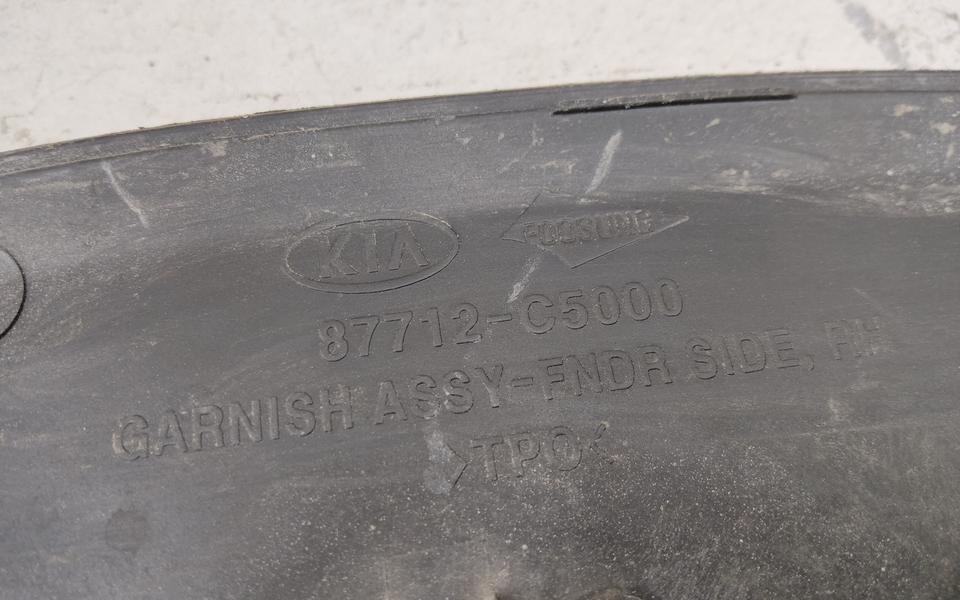 KIA
87712-C5000
GARNISH ASSY-FNDR SIDE, RH
>TPO<